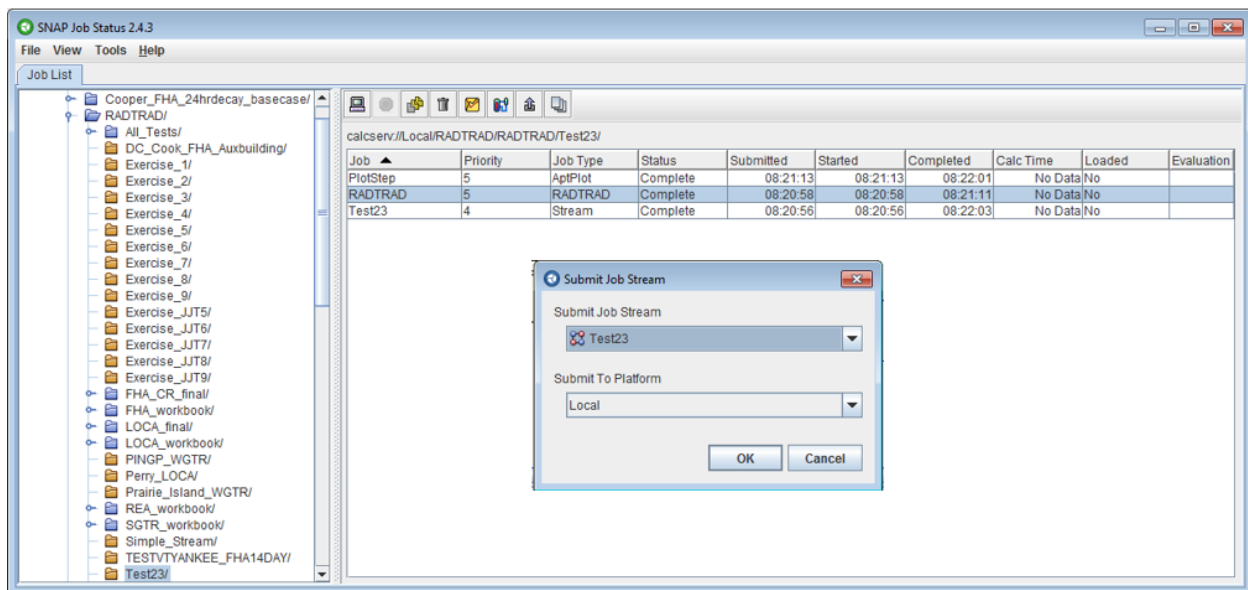 SNAP Job Status 2.4.3
File View Tools Help
Job List
Cooper_FHA_24hrdecay_basecase/
RADTRAD/
All_Tests/
DC_Cook_FHA_Auxbuilding/
Exercise_1/
Exercise_2/
Exercise_3/
Exercise_4/
Exercise_5/
Exercise_6/
Exercise_7/
Exercise_8/
Exercise_9/
Exercise_JJT5/
Exercise_JJT6/
Exercise_JJT7/
Exercise_JJT8/
Exercise_JJT9/
FHA_CR_final/
FHA_workbook/
LOCA_final/
LOCA_workbook/
PINGP_WGTR/
Perry_LOCA/
Prairie_Island_WGTR/
REA_workbook/
SGTR_workbook/
Simple_Stream/
TESTVTYANKEE_FHA14DAY/
Test23/
calcserv://Local/RADTRAD/RADTRAD/Test23/
Job Priority Job Type Status Submitted Started Completed Calc Time Loaded Evaluation
PlotStep 5 AptPlot Complete 08:21:13 08:21:13 08:22:01 No Data No
RADTRAD 5 RADTRAD Complete 08:20:58 08:20:58 08:21:11 No Data No
Test23 4 Stream Complete 08:20:56 08:20:56 08:22:03 No Data No
Submit Job Stream
Submit Job Stream
Test23
Submit To Platform
Local
OK Cancel